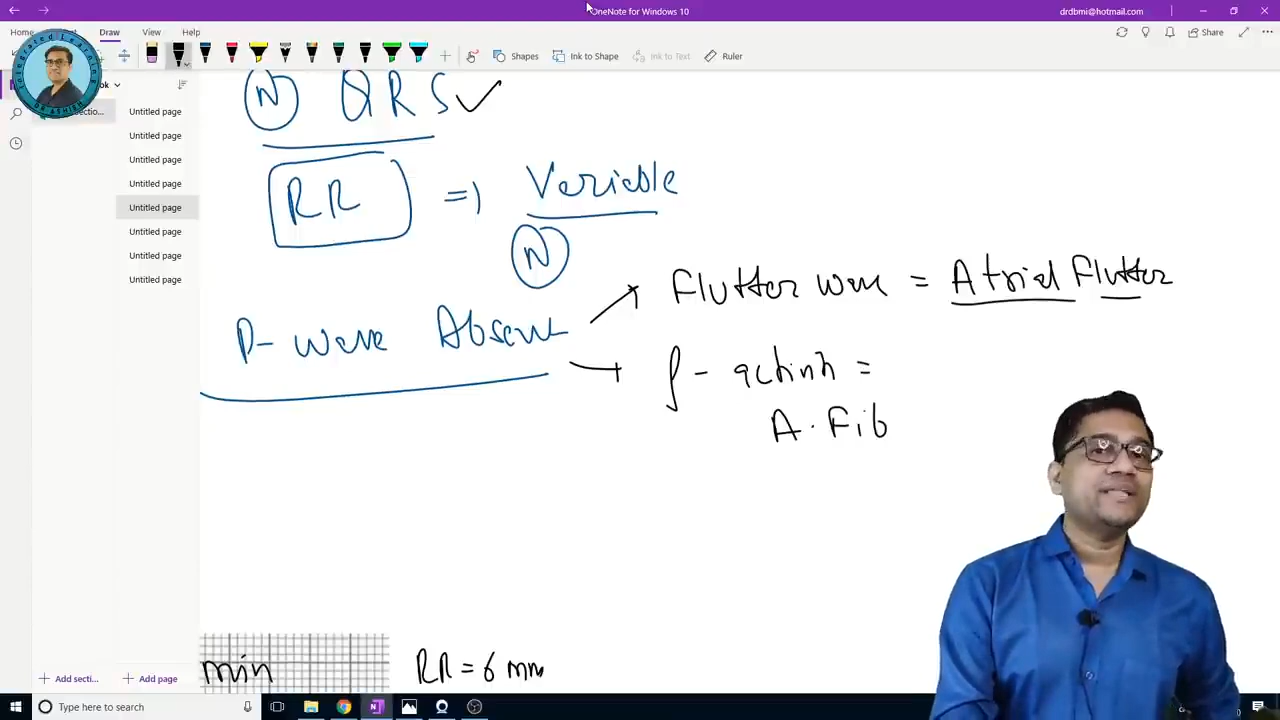 OneNote for Windows 10
drdbmi@hotmail.com
Home
Draw
View
Help
Share
Shapes
Ink to Shape
Ink to Text
Ruler
Integrated Learning
Untitled page
Untitled page
Untitled page
Untitled page
Untitled page
Untitled page
Untitled page
Untitled page
Add secti...
Add page
N QRS ✓
RR => Variable
N
P-wave Absent
Flutter wave = Atrial Flutter
f- =
A.Fib
min
RR = 6 mm
Type here to search